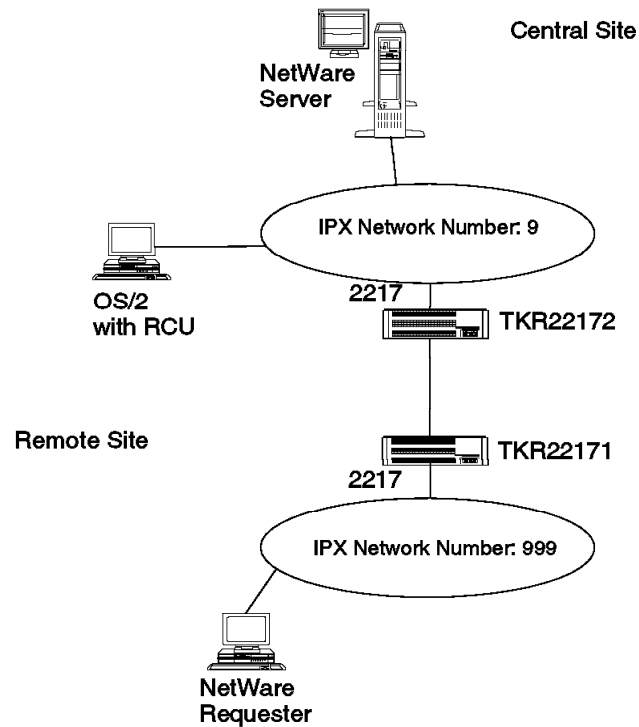 Central Site
NetWare
Server
IPX Network Number: 9
OS/2
with RCU
2217
TKR22172
Remote Site
TKR22171
2217
IPX Network Number: 999
NetWare
Requester